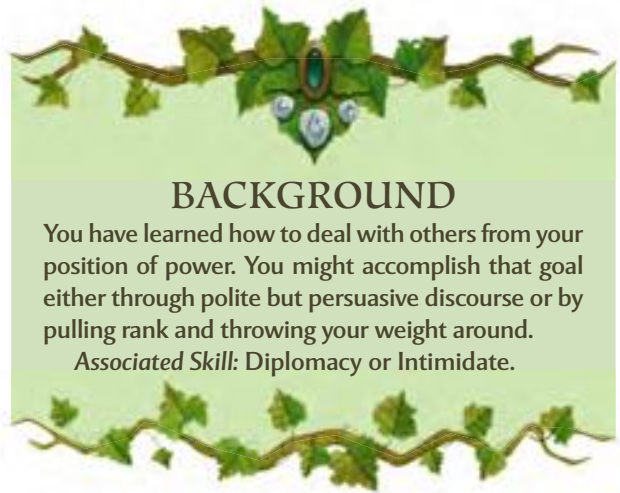 BACKGROUND
You have learned how to deal with others from your
position of power. You might accomplish that goal
either through polite but persuasive discourse or by
pulling rank and throwing your weight around.
Associated Skill: Diplomacy or Intimidate.